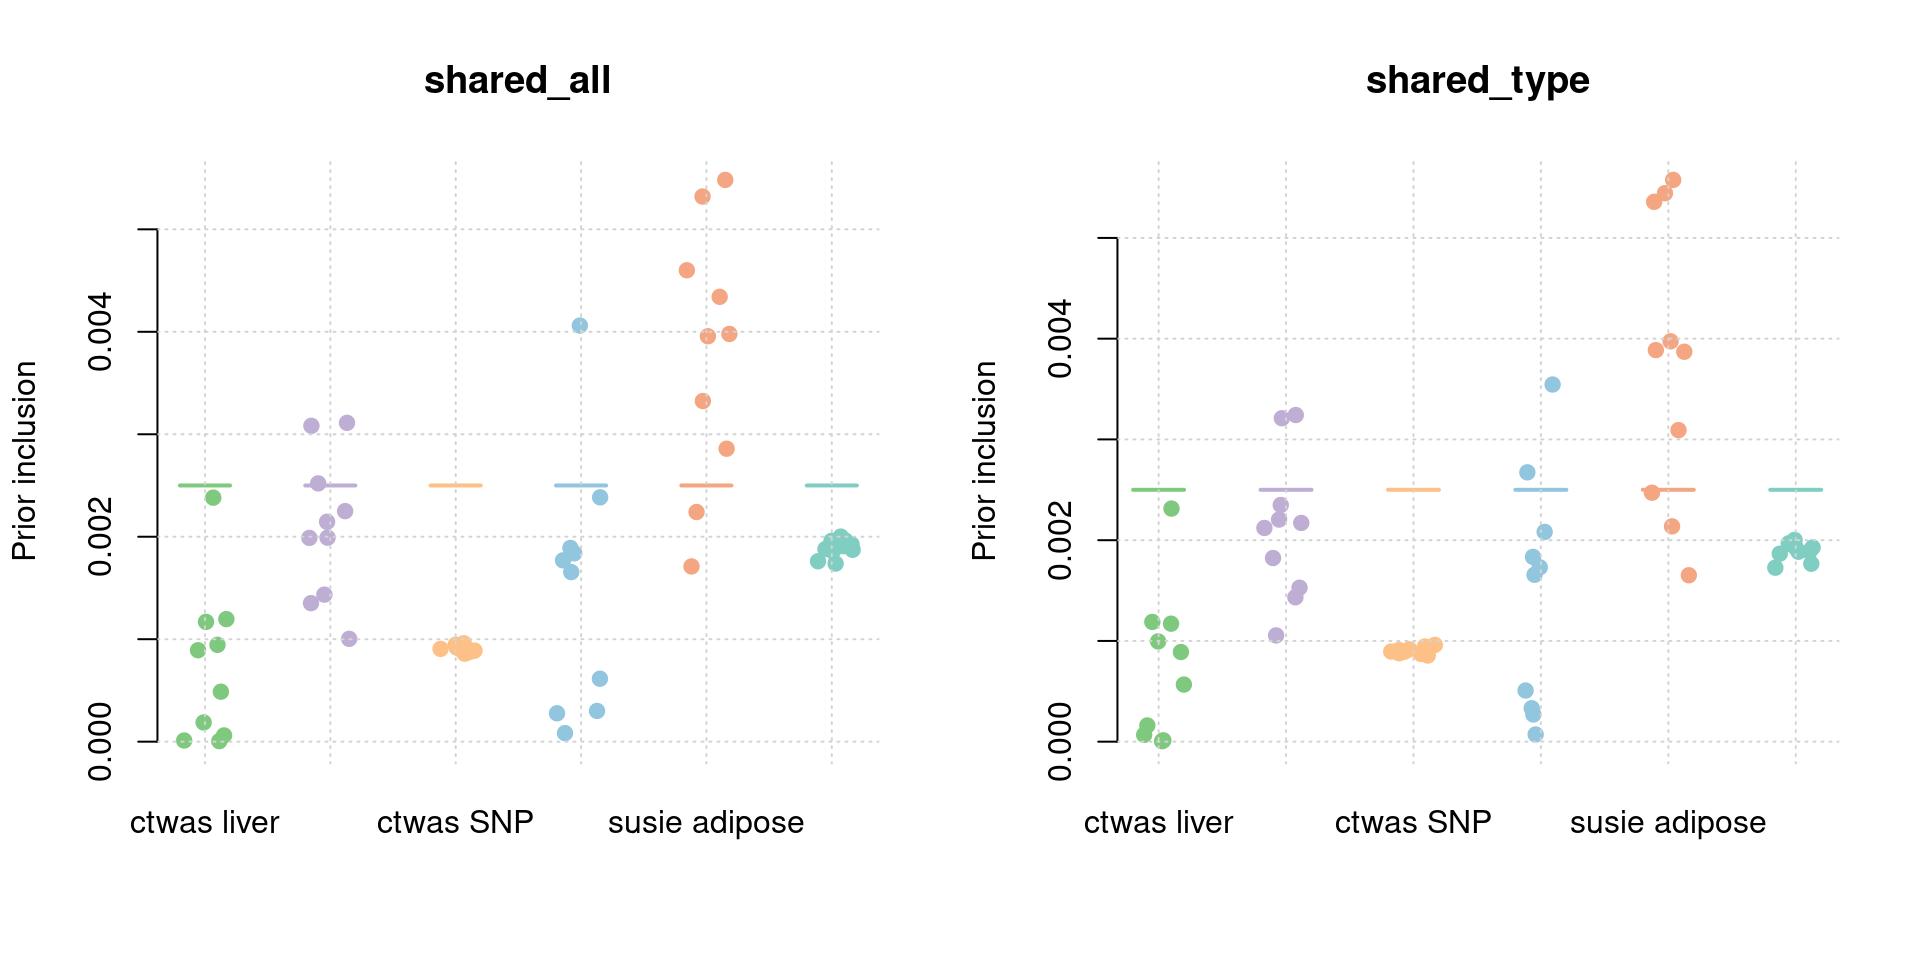 shared_all
Prior inclusion
0.004
0.002
0.000
ctwas liver
ctwas SNP
susie adipose
shared_type
Prior inclusion
0.004
0.002
0.000
ctwas liver
ctwas SNP
susie adipose